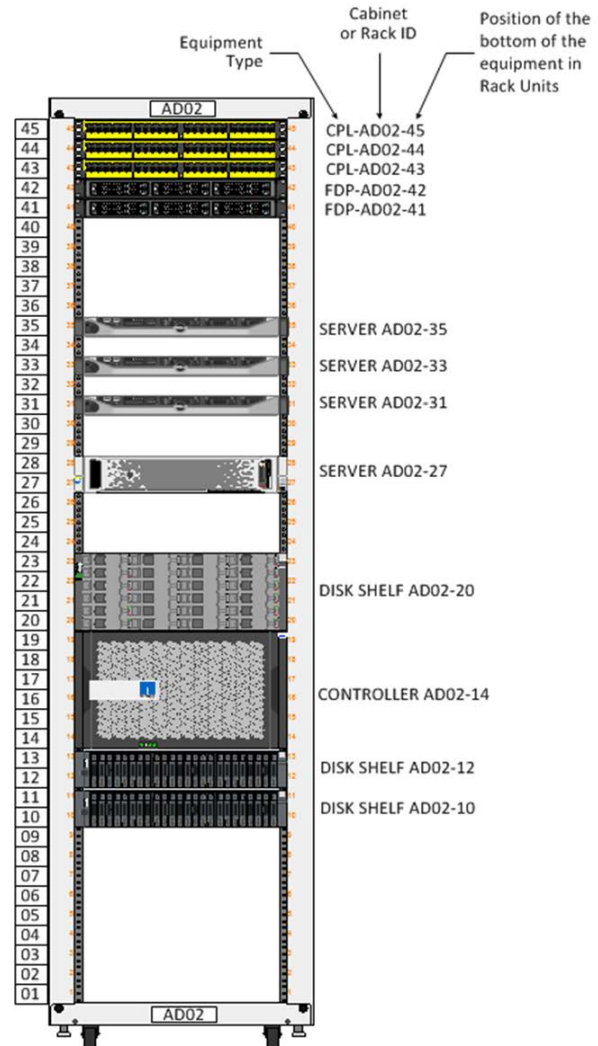 Cabinet
or Rack ID
Equipment
Type
Position of the
bottom of the
equipment in
Rack Units
AD02
45
44
43
42
41
40
39
38
37
36
35
34
33
32
31
30
29
28
27
26
25
24
23
22
21
20
19
18
17
16
15
14
13
12
11
10
09
08
07
06
05
04
03
02
01
CPL-AD02-45
CPL-AD02-44
CPL-AD02-43
FDP-AD02-42
FDP-AD02-41
SERVER AD02-35
SERVER AD02-33
SERVER AD02-31
SERVER AD02-27
DISK SHELF AD02-20
CONTROLLER AD02-14
DISK SHELF AD02-12
DISK SHELF AD02-10
AD02